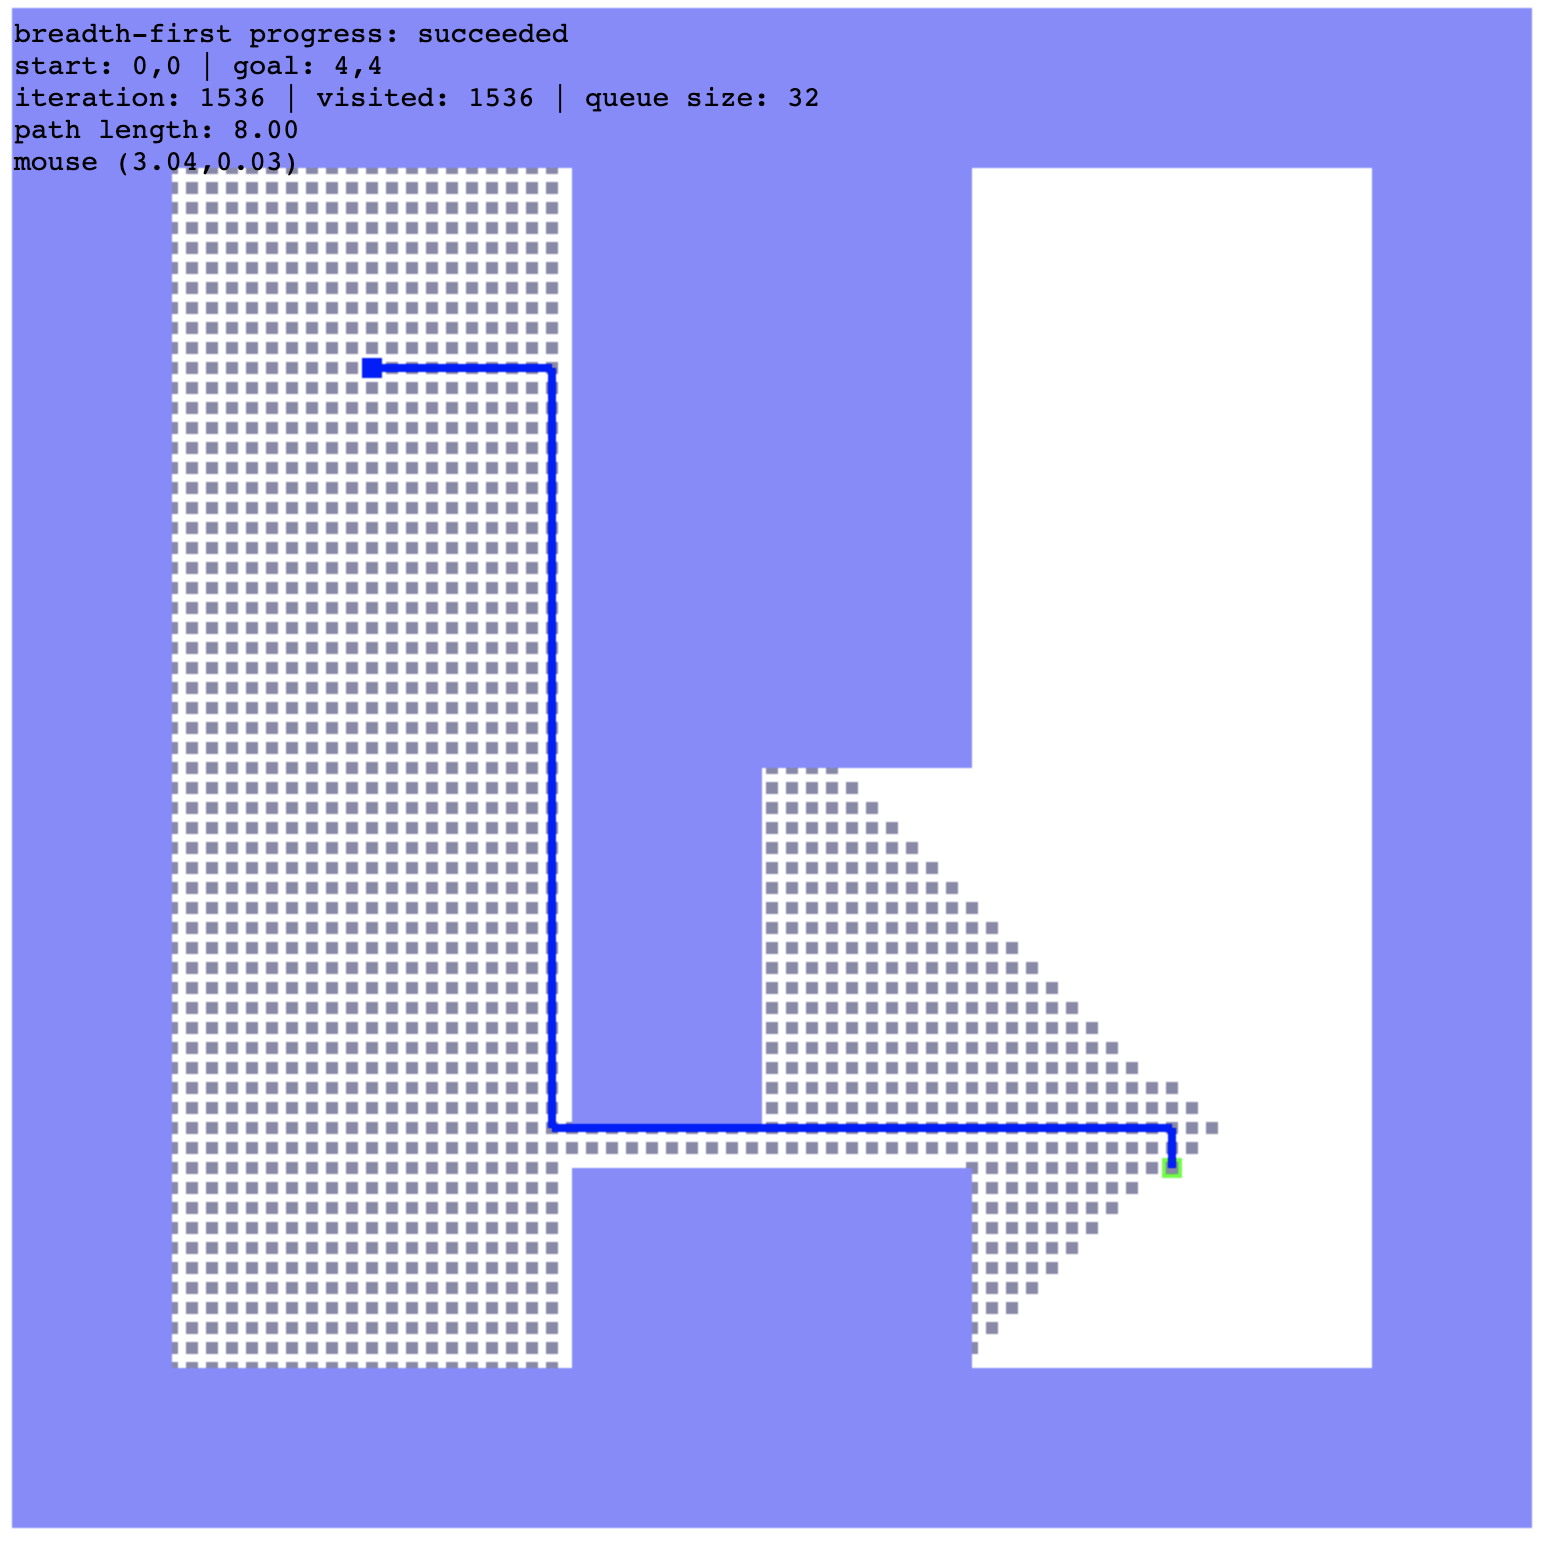 breadth-first progress: succeeded
start: 0,0 | goal: 4,4
iteration: 1536 | visited: 1536 | queue size: 32
path length: 8.00
mouse (3.04,0.03)